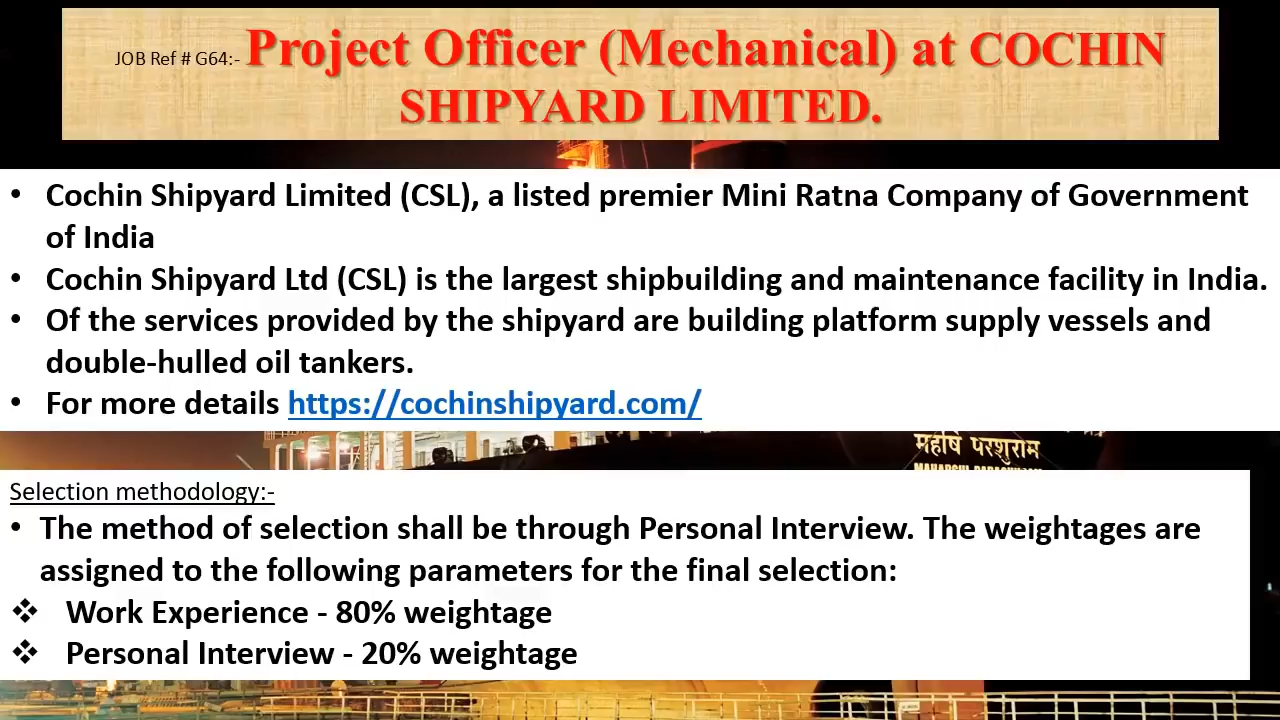 JOB Ref # G64:- Project Officer (Mechanical) at COCHIN
SHIPYARD LIMITED.
• Cochin Shipyard Limited (CSL), a listed premier Mini Ratna Company of Government
of India
• Cochin Shipyard Ltd (CSL) is the largest shipbuilding and maintenance facility in India.
• Of the services provided by the shipyard are building platform supply vessels and
double-hulled oil tankers.
• For more details https://cochinshipyard.com/
महर्षि परशुराम
Selection methodology:-
• The method of selection shall be through Personal Interview. The weightages are
assigned to the following parameters for the final selection:
❖ Work Experience - 80% weightage
❖ Personal Interview - 20% weightage